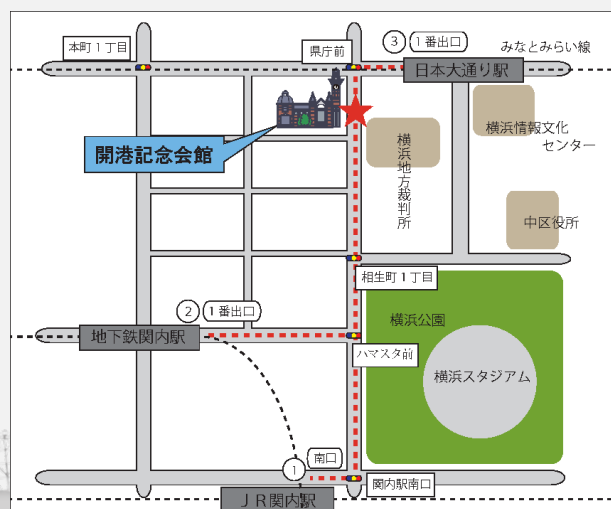 本町１丁目
県庁前
③
１番出口
みなとみらい線
日本大通り駅
開港記念会館
横浜地方裁判所
横浜情報文化
センター
中区役所
相生町１丁目
②
１番出口
地下鉄関内駅
横浜公園
ハマスタ前
横浜スタジアム
南口
①
関内駅南口
ＪＲ関内駅